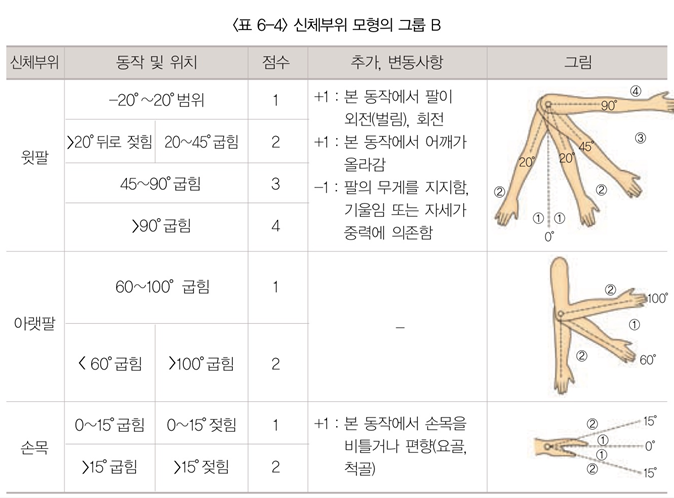 〈표 6-4〉 신체부위 모형의 그룹 B
신체부위 동작 및 위치 점수 추가, 변동사항 그림
윗팔
-20°~20°범위 1
>20°뒤로 젖힘 20~45°굽힘 2
45~90°굽힘 3
>90°굽힘 4
+1 : 본 동작에서 팔이
외전(벌림), 회전
+1 : 본 동작에서 어깨가
올라감
-1 : 팔의 무게를 지지함,
기울임 또는 자세가
중력에 의존함
④
90°
③
45°
20° 20°
② ②
① ①
0°
아랫팔
60~100° 굽힘 1
< 60°굽힘 >100°굽힘 2
-
②
100°
①
②
60°
손목
0~15°굽힘 0~15°젖힘 1
>15°굽힘 >15°젖힘 2
+1 : 본 동작에서 손목을
비틀거나 편향(요골,
척골)
② 15°
① 0°
①
② 15°